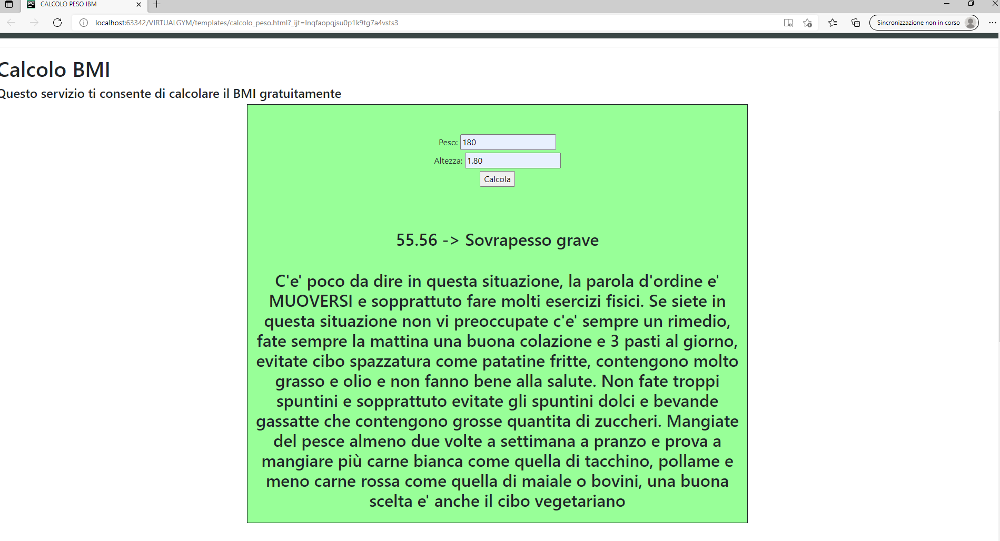 CALCOLO PESO IBM
localhost:63342/VIRTUALGYM/templates/calcolo_peso.html?_ijt=lnqfaopqjsu0p1k9tg7a4vsts3
Sincronizzazione non in corso
Calcolo BMI
Questo servizio ti consente di calcolare il BMI gratuitamente
Peso: 180
Altezza: 1.80
Calcola
55.56 -> Sovrapesso grave
C'e' poco da dire in questa situazione, la parola d'ordine e'
MUOVERSI e sopprattuto fare molti esercizi fisici. Se siete in
questa situazione non vi preoccupate c'e' sempre un rimedio,
fate sempre la mattina una buona colazione e 3 pasti al giorno,
evitate cibo spazzatura come patatine fritte, contengono molto
grasso e olio e non fanno bene alla salute. Non fate troppi
spuntini e sopprattuto evitate gli spuntini dolci e bevande
gassatte che contengono grosse quantita di zuccheri. Mangiate
del pesce almeno due volte a settimana a pranzo e prova a
mangiare più carne bianca come quella di tacchino, pollame e
meno carne rossa come quella di maiale o bovini, una buona
scelta e' anche il cibo vegetariano